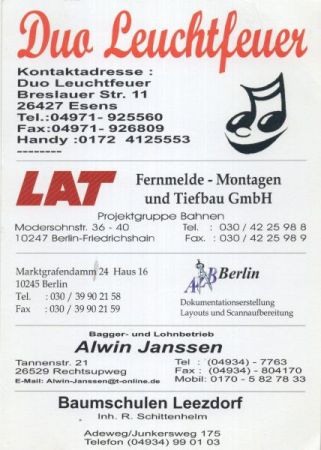 Duo Leuchtfeuer
Kontaktadresse :
Duo Leuchtfeuer
Breslauer Str. 11
26427 Esens
Tel.:04971- 925560
Fax:04971- 926809
Handy :0172 4125553
--------
LAT
Fernmelde - Montagen
und Tiefbau GmbH
Projektgruppe Bahnen
Modersohnstr. 36 - 40
10247 Berlin-Friedrichshain
Tel. : 030 / 42 25 98 8
Fax. : 030 / 42 25 98 9
Marktgrafendamm 24 Haus 16
10245 Berlin
Tel. : 030 / 39 90 21 58
Fax : 030 / 39 90 21 59
Berlin
Dokumentationserstellung
Layouts und Scannaufbereitung
Bagger- und Lohnbetrieb
Alwin Janssen
Tannenstr. 21
26529 Rechtsupweg
E-Mail: Alwin-Janssen@t-online.de
Tel : (04934) - 7763
Fax : (04934) - 804170
Mobil: 0170 - 5 82 78 33
Baumschulen Leezdorf
Inh. R. Schittenhelm
Adeweg/Junkersweg 175
Telefon (04934) 99 01 03